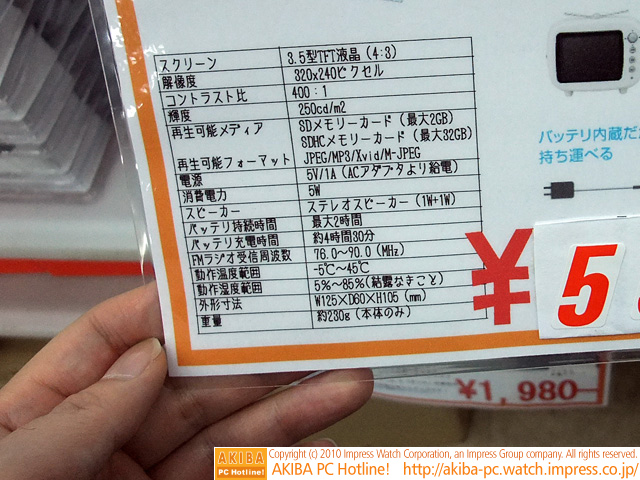 スクリーン 3.5型TFT液晶 (4:3)
解像度 320x240ピクセル
コントラスト比 400:1
輝度 250cd/m2
再生可能メディア SDメモリーカード (最大2GB)
SDHCメモリーカード (最大32GB)
再生可能フォーマット JPEG/MP3/Xvid/M-JPEG
電源 5V/1A (ACアダプタより給電)
消費電力 5W
スピーカー ステレオスピーカー (1W+1W)
バッテリ持続時間 最大2時間
バッテリ充電時間 約4時間30分
FMラジオ受信周波数 76.0~90.0 (MHz)
動作温度範囲 -5℃~45℃
動作湿度範囲 5%~85%(結露なきこと)
外形寸法 W125×D60×H105 (mm)
重量 約230g (本体のみ)
バッテリ内蔵だ
持ち運べる
¥5
¥1,980
AKIBA
PC Hotline!
Copyright (c) 2010 Impress Watch Corporation, an Impress Group company. All rights reserved.
AKIBA PC Hotline! http://akiba-pc.watch.impress.co.jp/